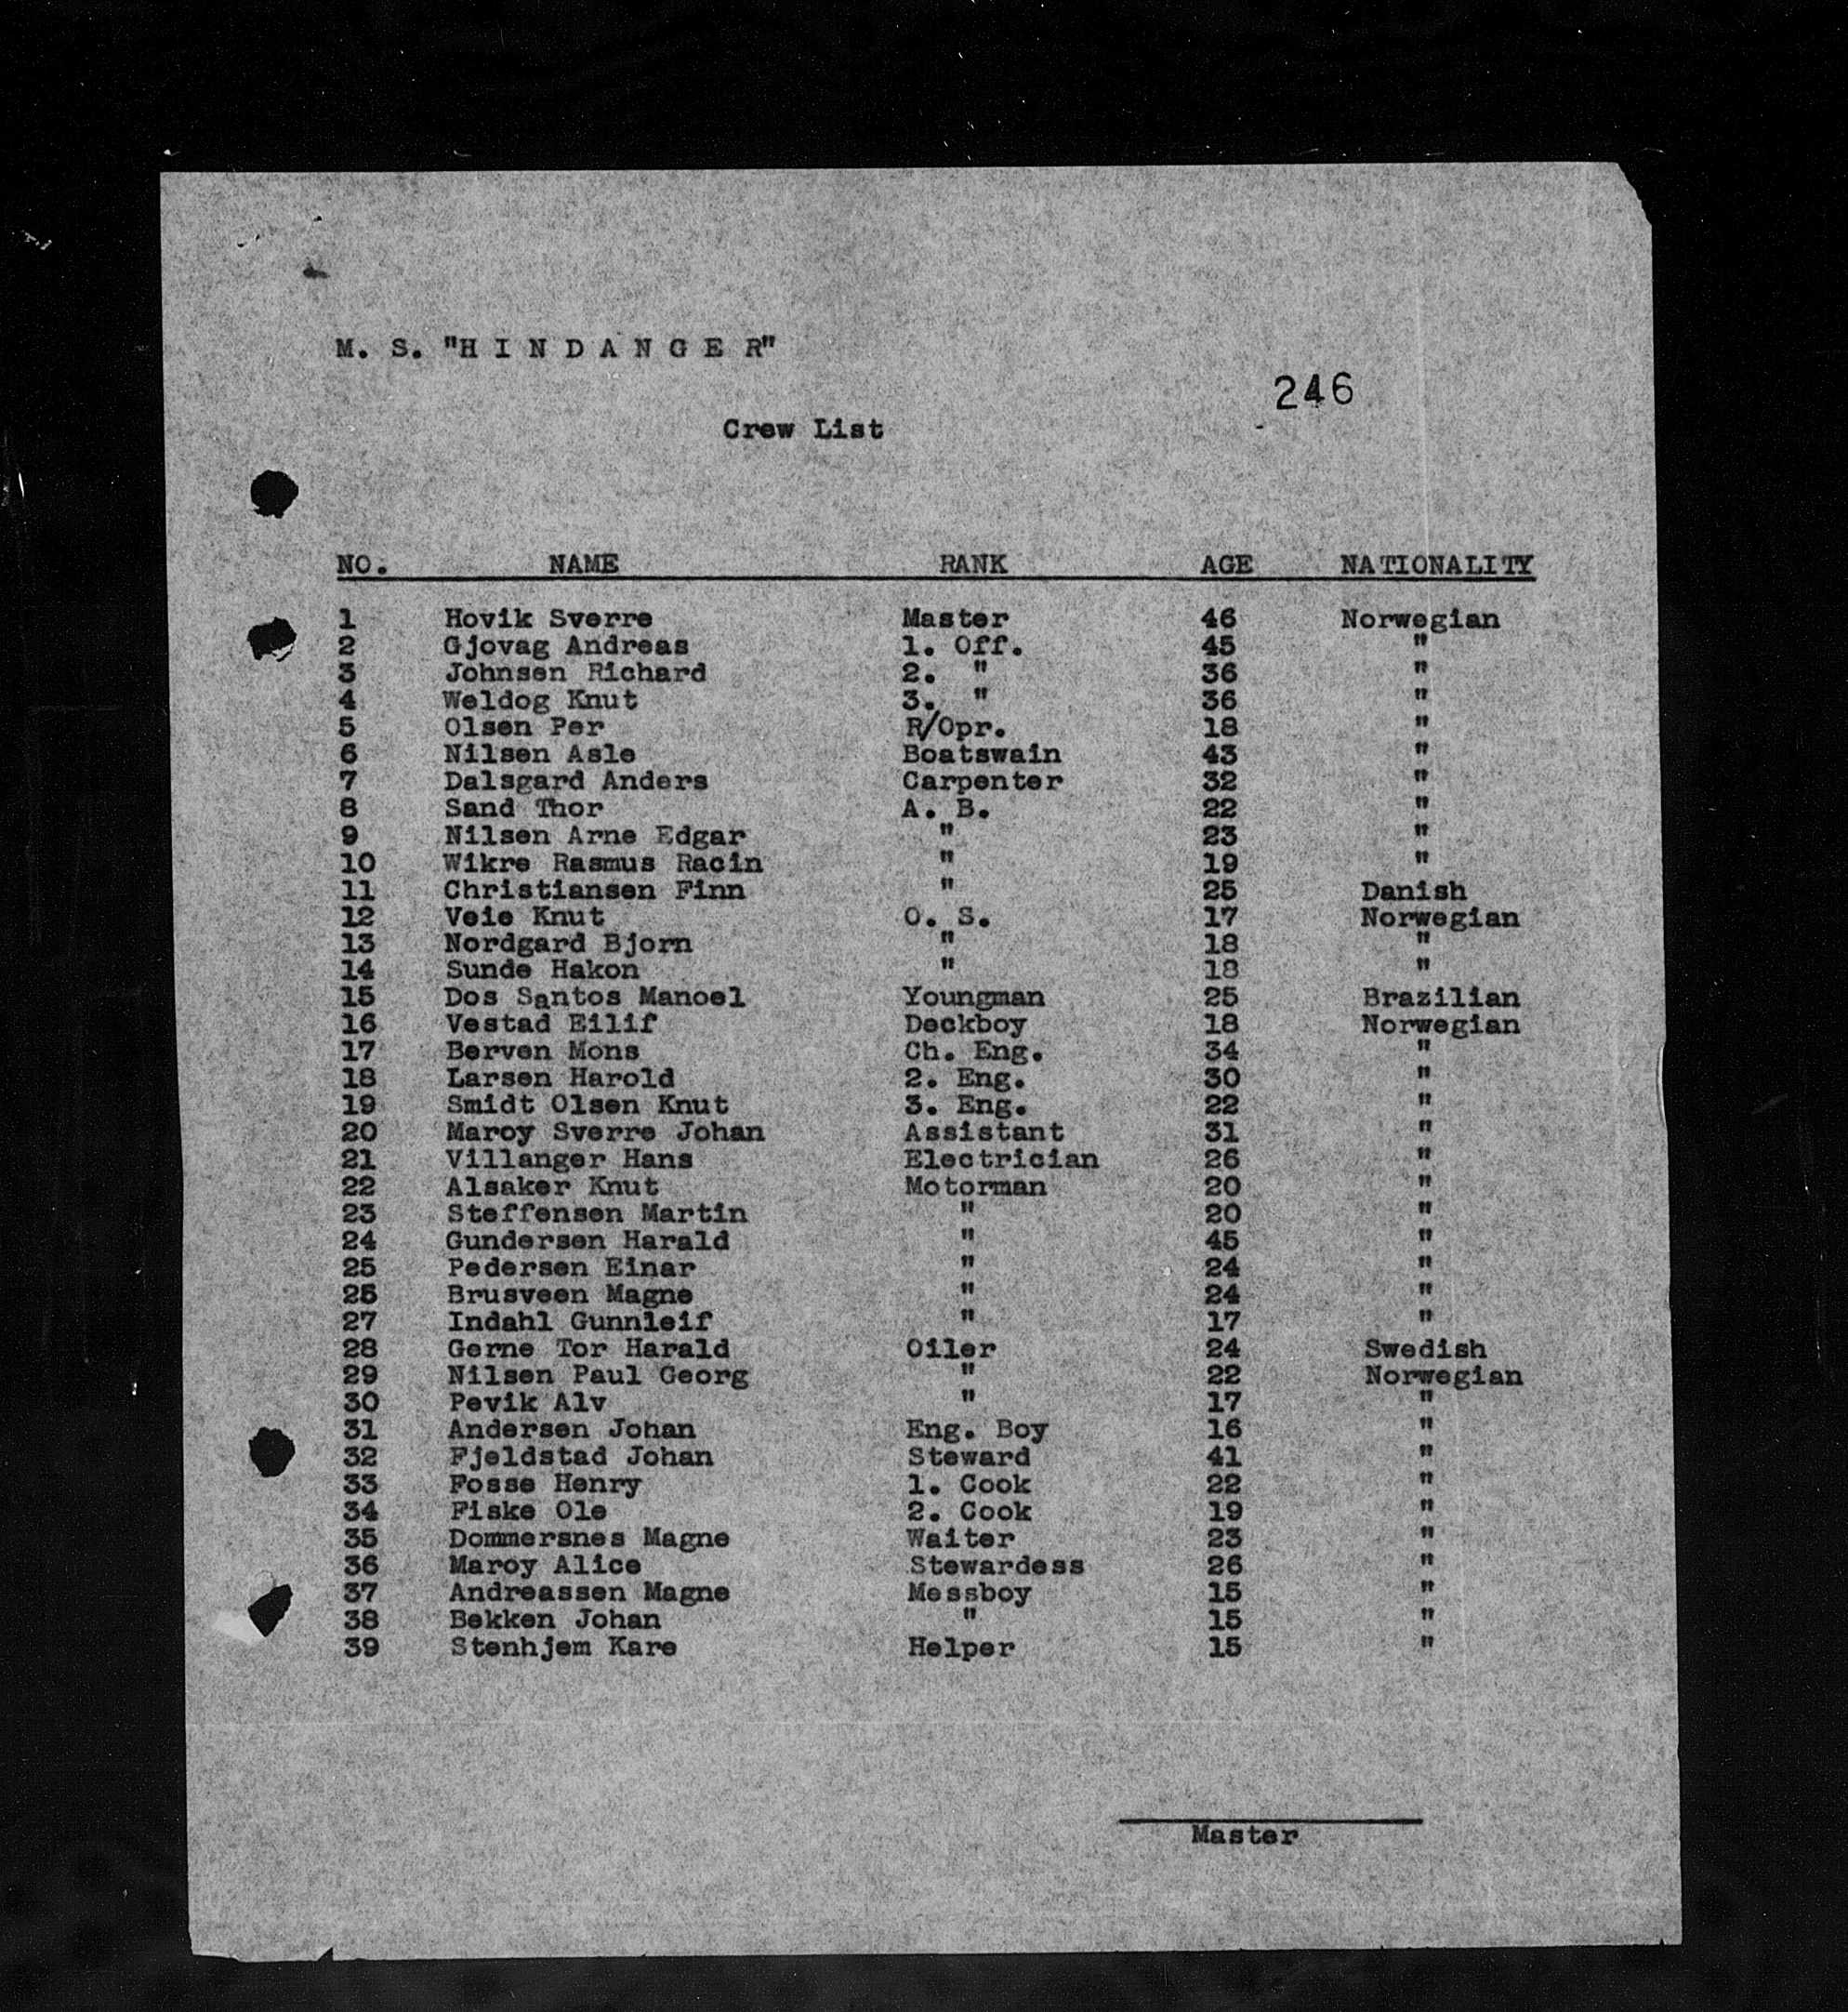 M. S. "H I N D A N G E R"
246
Crew List
NO. NAME RANK AGE NATIONALITY
1 Hovik Sverre Master 46 Norwegian
2 Gjovag Andreas 1. Off. 45 "
3 Johnsen Richard 2. " 36 "
4 Weldog Knut 3. " 36 "
5 Olsen Per R/Opr. 18 "
6 Nilsen Asle Boatswain 43 "
7 Dalsgard Anders Carpenter 32 "
8 Sand Thor A. B. 22 "
9 Nilsen Arne Edgar " 23 "
10 Wikre Rasmus Racin " 19 "
11 Christiansen Finn " 25 Danish
12 Veie Knut O. S. 17 Norwegian
13 Nordgard Bjorn " 18 "
14 Sunde Hakon " 18 "
15 Dos Santos Manoel Youngman 25 Brazilian
16 Vestad Eilif Deckboy 18 Norwegian
17 Berven Mons Ch. Eng. 34 "
18 Larsen Harold 2. Eng. 30 "
19 Smidt Olsen Knut 3. Eng. 22 "
20 Maroy Sverre Johan Assistant 31 "
21 Villanger Hans Electrician 26 "
22 Alsaker Knut Motorman 20 "
23 Steffensen Martin " 20 "
24 Gundersen Harald " 45 "
25 Pedersen Einar " 24 "
26 Brusveen Magne " 24 "
27 Indahl Gunnleif " 17 "
28 Gerne Tor Harald Oiler 24 Swedish
29 Nilsen Paul Georg " 22 Norwegian
30 Pevik Alv " 17 "
31 Andersen Johan Eng. Boy 16 "
32 Fjeldstad Johan Steward 41 "
33 Fosse Henry 1. Cook 22 "
34 Fiske Ole 2. Cook 19 "
35 Dommersnes Magne Waiter 23 "
36 Maroy Alice Stewardess 26 "
37 Andreassen Magne Messboy 15 "
38 Bekken Johan " 15 "
39 Stenhjem Kare Helper 15 "
Master